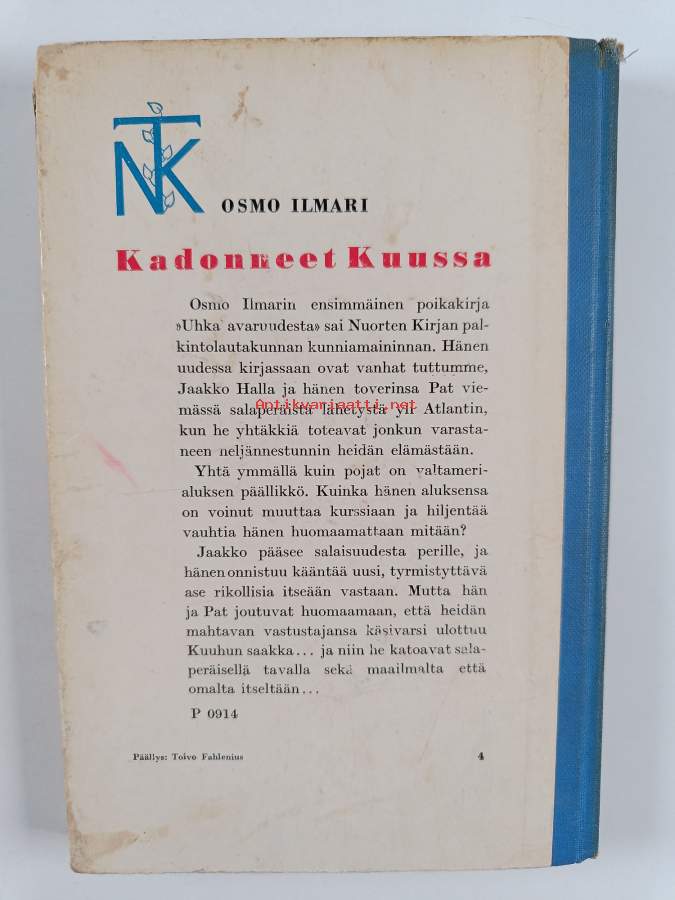 NTK
OSMO ILMARI
Kadonneet Kuussa
Osmo Ilmarin ensimmäinen poikakirja
»Uhka avaruudesta» sai Nuorten Kirjan pal-
kintolautakunnan kunniamaininnan. Hänen
uudessa kirjassaan ovat vanhat tuttumme,
Jaakko Halla ja hänen toverinsa Pat vie-
mässä salaperäistä lähetystä yli Atlantin,
Antikvariaatti.net
kun he yhtäkkiä toteavat jonkun varasta-
neen neljännestunnin heidän elämästään.
Yhtä ymmällä kuin pojat on valtameri-
aluksen päällikkö. Kuinka hänen aluksensa
on voinut muuttaa kurssiaan ja hiljentää
vauhtia hänen huomaamattaan mitään?
Jaakko pääsee salaisuudesta perille, ja
hänen onnistuu kääntää uusi, tyrmistyttävä
ase rikollisia itseään vastaan. Mutta hän
ja Pat joutuvat huomaamaan, että heidän
mahtavan vastustajansa käsivarsi ulottuu
Kuuhun saakka... ja niin he katoavat sala-
peräisellä tavalla sekä maailmalta että
omalta itseltään...
P 0914
Päällys: Toivo Fahlenius 4